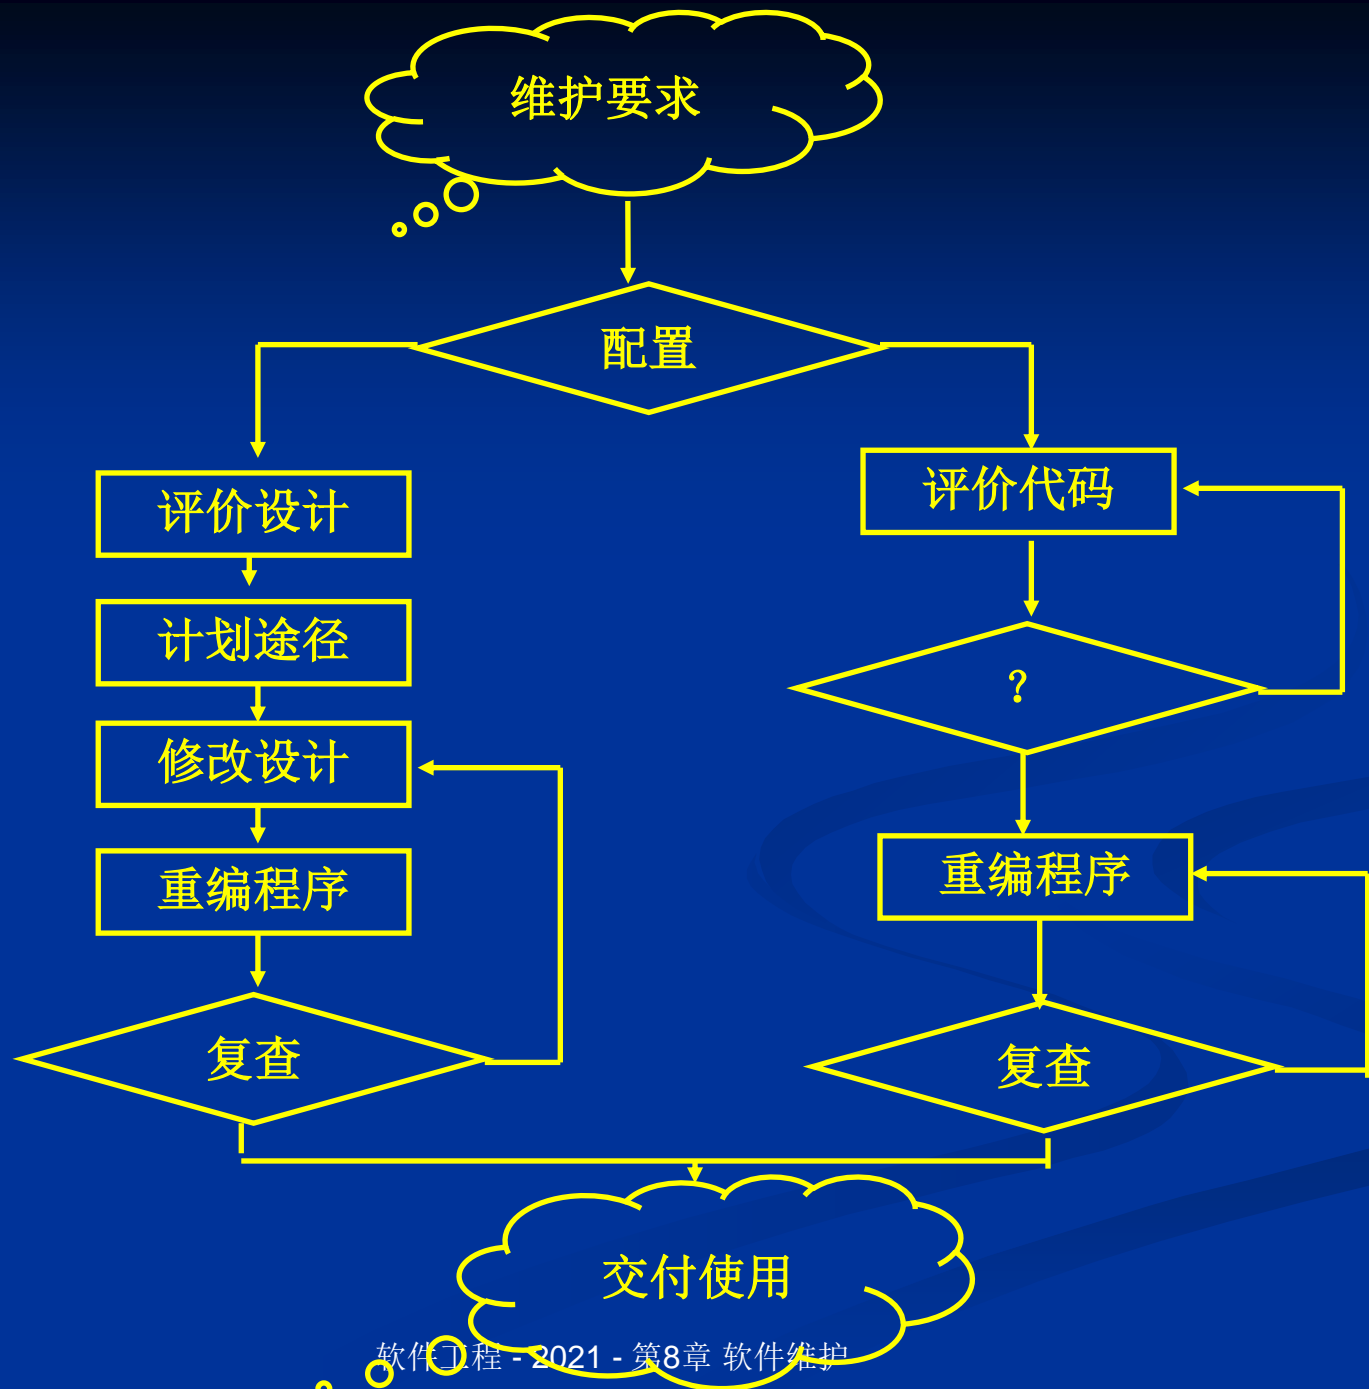 维护要求
配置
评价设计
计划途径
修改设计
重编程序
复查
评价代码
？
重编程序
复查
交付使用
软件工程 - 2021 - 第8章 软件维护